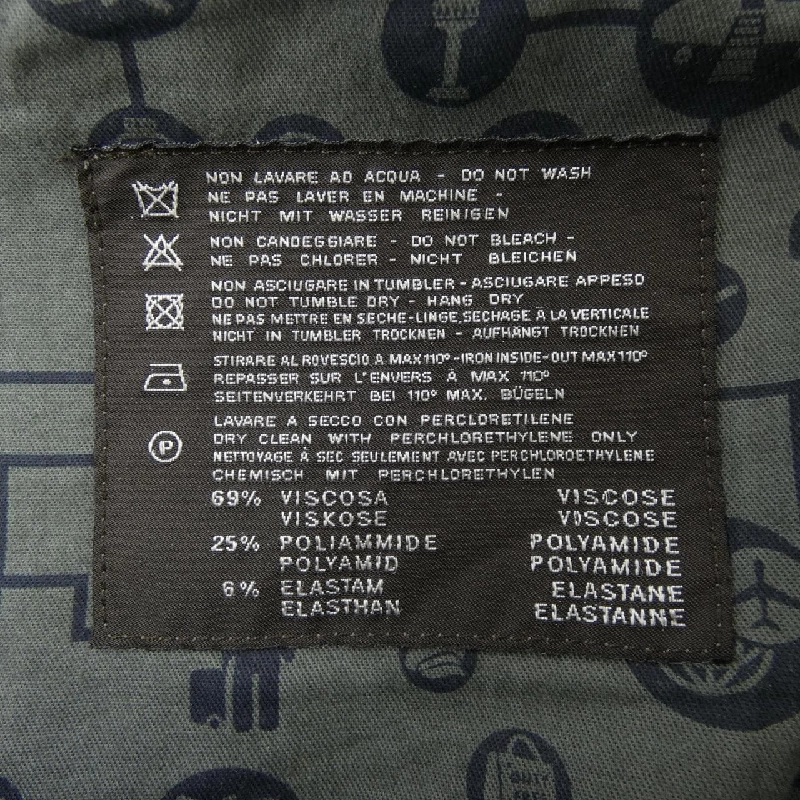 NON LAVARE AD ACQUA - DO NOT WASH
NE PAS LAVER EN MACHINE -
NICHT MIT WASSER REINIGEN
NON CANDEGGIARE - DO NOT BLEACH -
NE PAS CHLORER - NICHT BLEICHEN
NON ASCIUGARE IN TUMBLER - ASCIUGARE APPESO
DO NOT TUMBLE DRY - HANG DRY
NE PAS METTRE EN SECHE-LINGE, SECHAGE À LA VERTICALE
NICHT IN TUMBLER TROCKNEN - AUFHÄNGT TROCKNEN
STIRARE AL ROVESCIO A MAX 110° - IRON INSIDE-OUT MAX 110°
REPASSER SUR L'ENVERS À MAX 110°
SEITENVERKEHRT BEI 110° MAX. BÜGELN
P
LAVARE A SECCO CON PERCLORETILENE
DRY CLEAN WITH PERCHLORETHYLENE ONLY
NETTOYAGE À SEC SEULEMENT AVEC PERCHLOROETHYLENE
CHEMISCH MIT PERCHLORETHYLEN
69% VISCOSA VISCOSE
VISKOSE VISCOSE
25% POLIAMMIDE POLYAMIDE
POLYAMID POLYAMIDE
6% ELASTAM ELASTANE
ELASTHAN ELASTANNE
DUTY
FREE